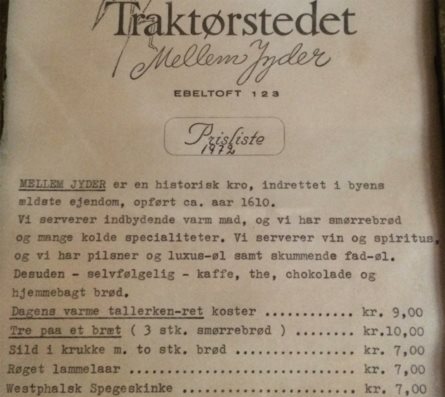 Traktørstedet
Mellem Jyder
EBELTOFT 123
Prisliste
1972
MELLEM JYDER er en historisk kro, indrettet i byens
ældste ejendom, opført ca. aar 1610.
Vi serverer indbydende varm mad, og vi har smørrebrød
og mange kolde specialiteter. Vi serverer vin og spiritus,
og vi har pilsner og luxus-øl samt skummende fad-øl.
Desuden - selvfølgelig - kaffe, the, chokolade og
hjemmebagt brød.
Dagens varme tallerken-ret koster ............ kr. 9,00
Tre paa et bræt ( 3 stk. smørrebrød ) ........ kr.10,00
Sild i krukke m. to stk. brød ................ kr. 7,00
Røget lammelaar .............................. kr. 7,00
Westphalsk Spegeskinke ....................... kr. 7,00